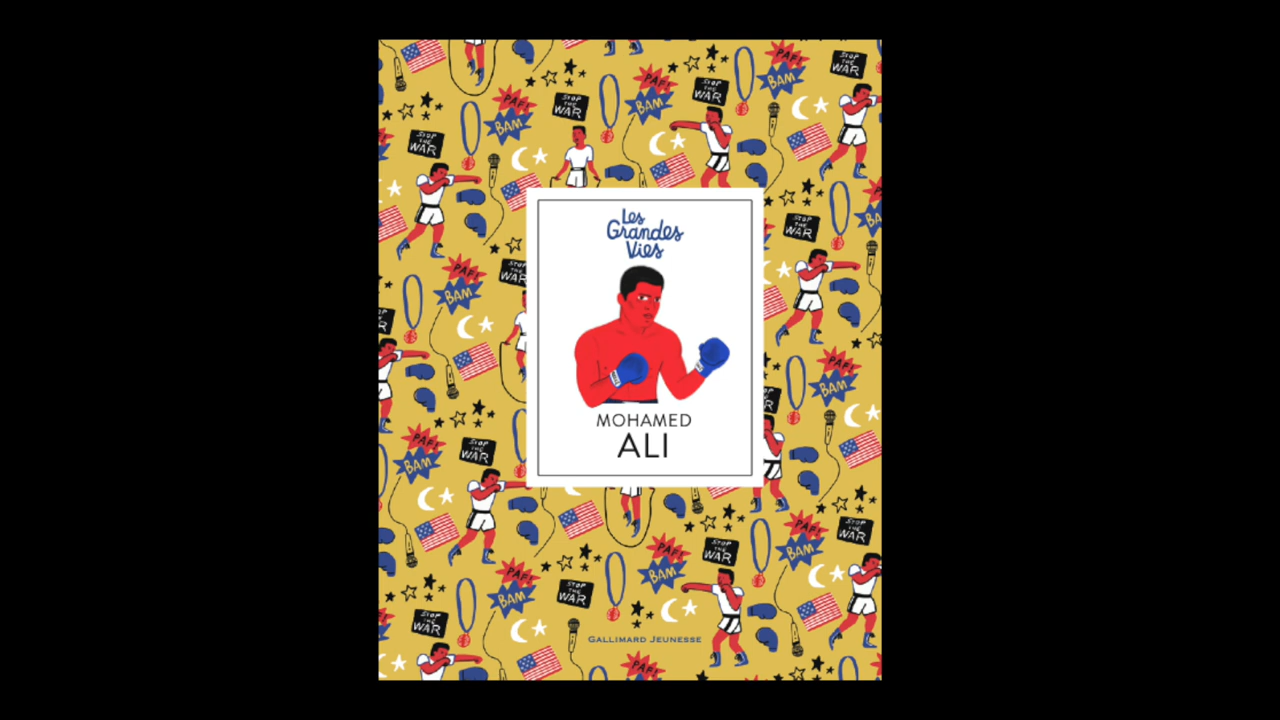 Les
Grandes
Vies
MOHAMED
ALI
GALLIMARD JEUNESSE
STOP
THE
WAR
PAF!
BAM